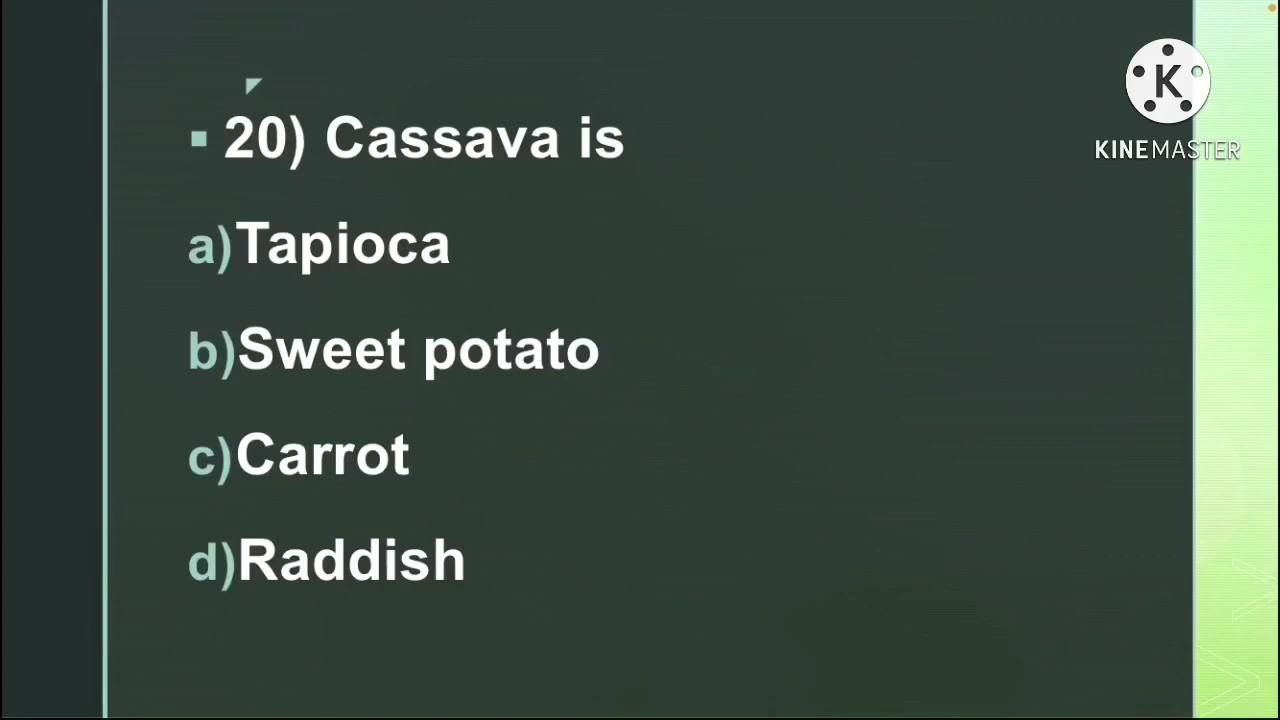 20) Cassava is
a)Tapioca
b)Sweet potato
c)Carrot
d)Raddish
K
KINEMASTER